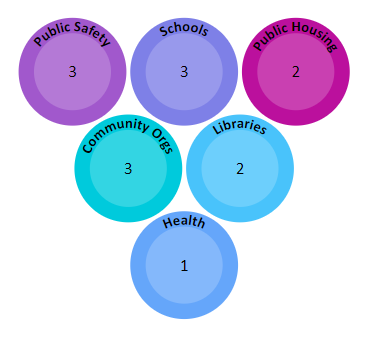 Public Safety
3
Schools
3
Public Housing
2
Community Orgs
3
Libraries
2
Health
1